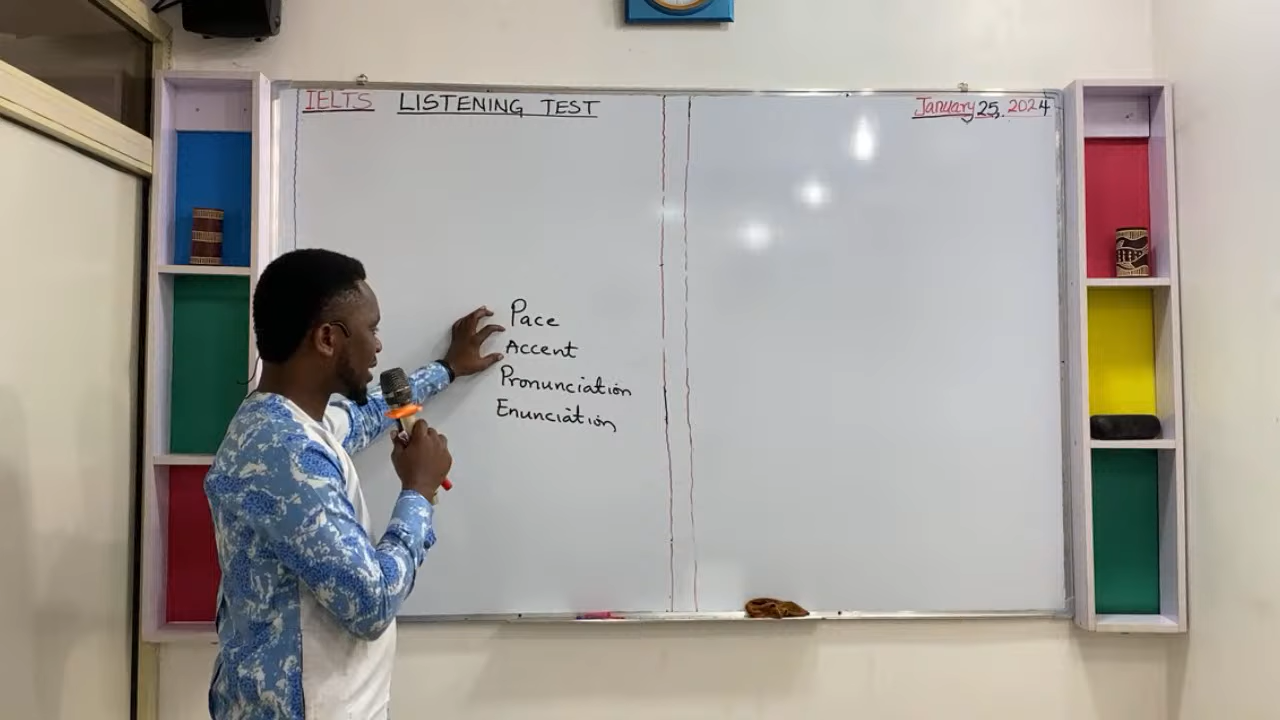 IELTS LISTENING TEST
January 25, 2024
Pace
Accent
Pronunciation
Enunciation